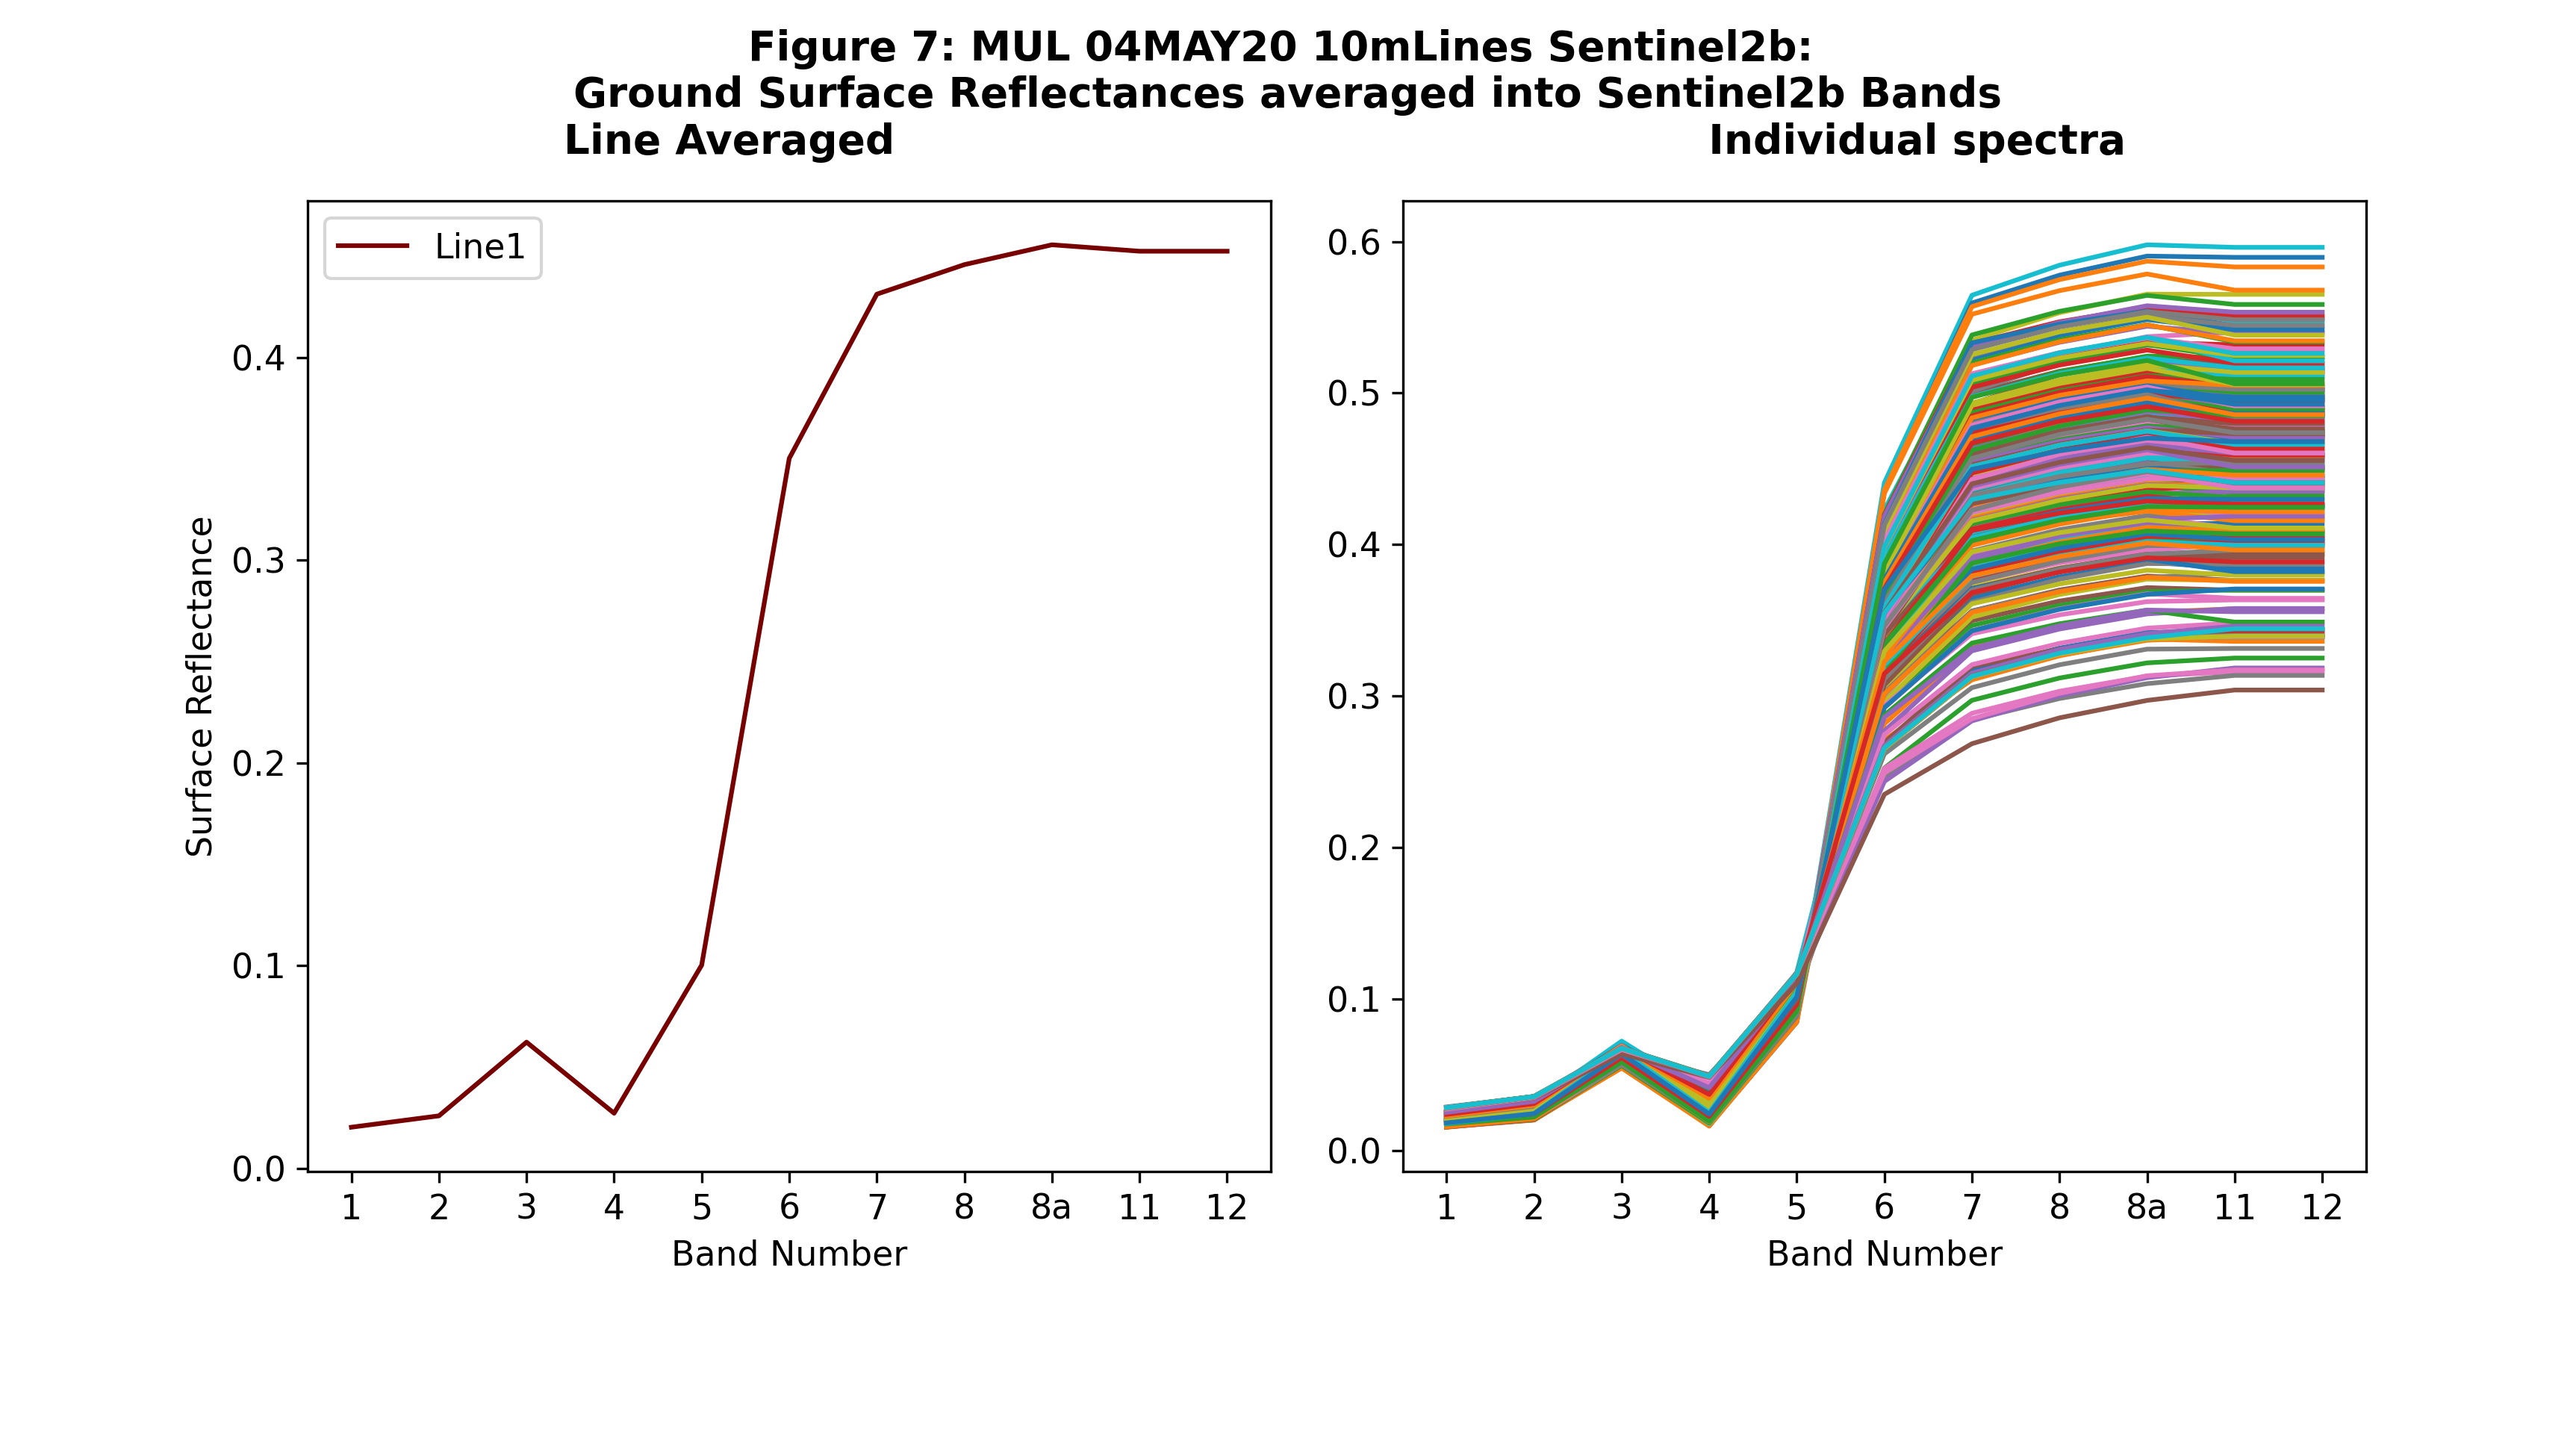 Figure 7: MUL 04MAY20 10mLines Sentinel2b:
Ground Surface Reflectances averaged into Sentinel2b Bands
Line Averaged Individual spectra
Line1
Surface Reflectance
0.4
0.3
0.2
0.1
0.0
1 2 3 4 5 6 7 8 8a 11 12
Band Number
0.6
0.5
0.4
0.3
0.2
0.1
0.0
1 2 3 4 5 6 7 8 8a 11 12
Band Number